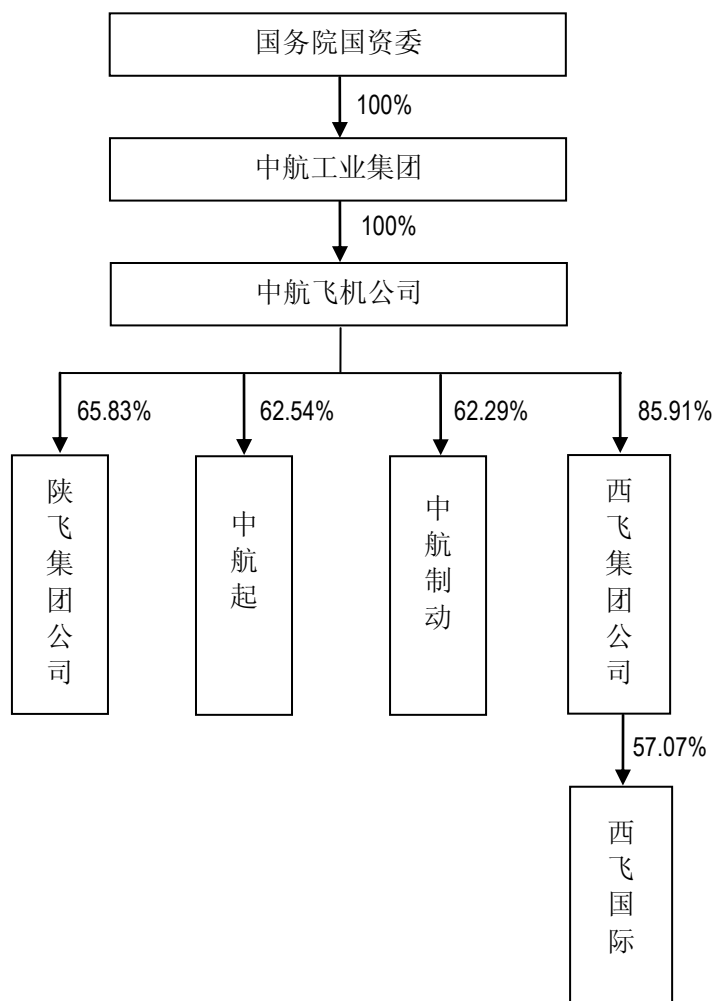 国务院国资委
100%
中航工业集团
100%
中航飞机公司
65.83%
62.54%
62.29%
85.91%
陕飞集团公司
中航起
中航制动
西飞集团公司
57.07%
西飞国际